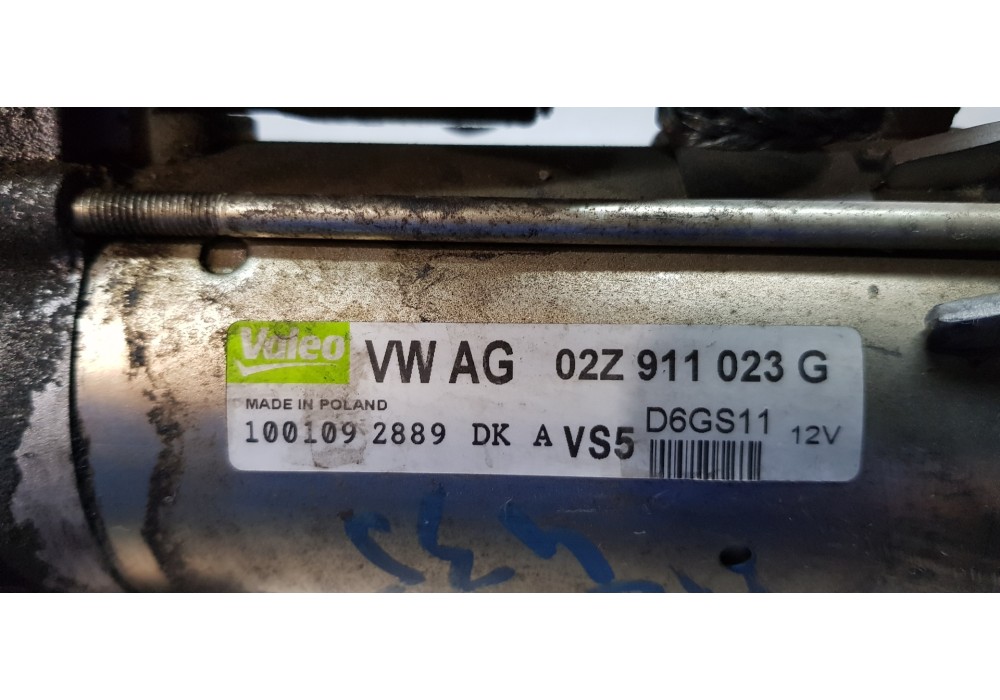 Valeo VW AG 02Z 911 023 G
MADE IN POLAND
100109 2889 DK A VS5 D6GS11 12V